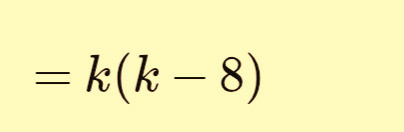 = k(k − 8)